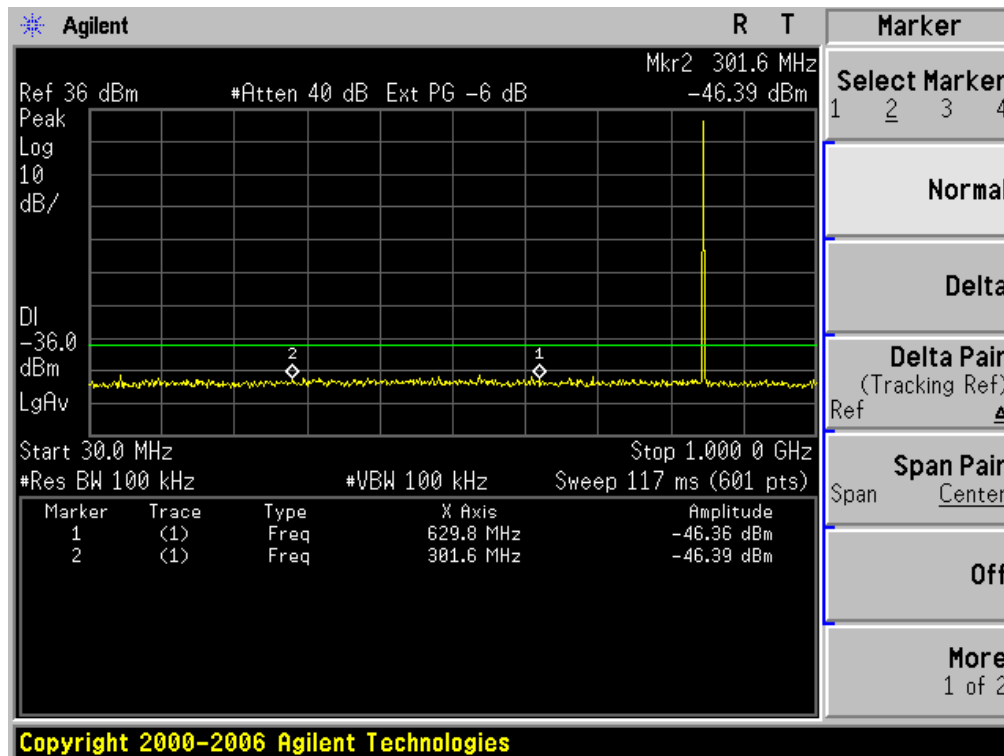 Agilent R T
Mkr2 301.6 MHz
Ref 36 dBm #Atten 40 dB Ext PG -6 dB -46.39 dBm
Peak
Log
10
dB/
DI
-36.0
dBm
LgAv
2 1
Start 30.0 MHz Stop 1.000 0 GHz
#Res BW 100 kHz #VBW 100 kHz Sweep 117 ms (601 pts)
Marker Trace Type X Axis Amplitude
1 (1) Freq 629.8 MHz -46.36 dBm
2 (1) Freq 301.6 MHz -46.39 dBm
Marker
Select Marker
1 2 3 4
Normal
Delta
Delta Pair
(Tracking Ref)
Ref Δ
Span Pair
Span Center
Off
More
1 of 2
Copyright 2000-2006 Agilent Technologies